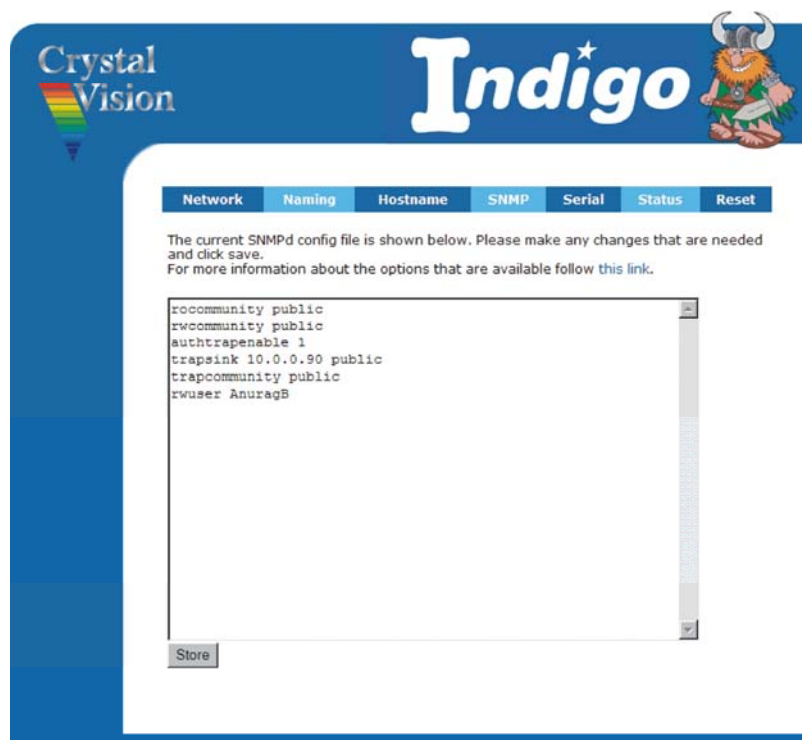 Crystal
Vision
Indigo
Network Naming Hostname SNMP Serial Status Reset
The current SNMPd config file is shown below. Please make any changes that are needed
and click save.
For more information about the options that are available follow this link.
rocommunity public
rwcommunity public
authtrapenable 1
trapsink 10.0.0.90 public
trapcommunity public
rwuser AnuragB
Store